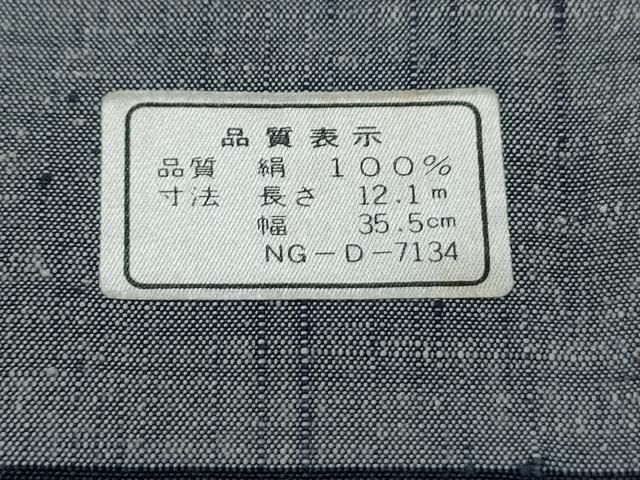 品質表示
品質 絹 100%
寸法 長さ 12.1m
幅 35.5cm
NG-D-7134